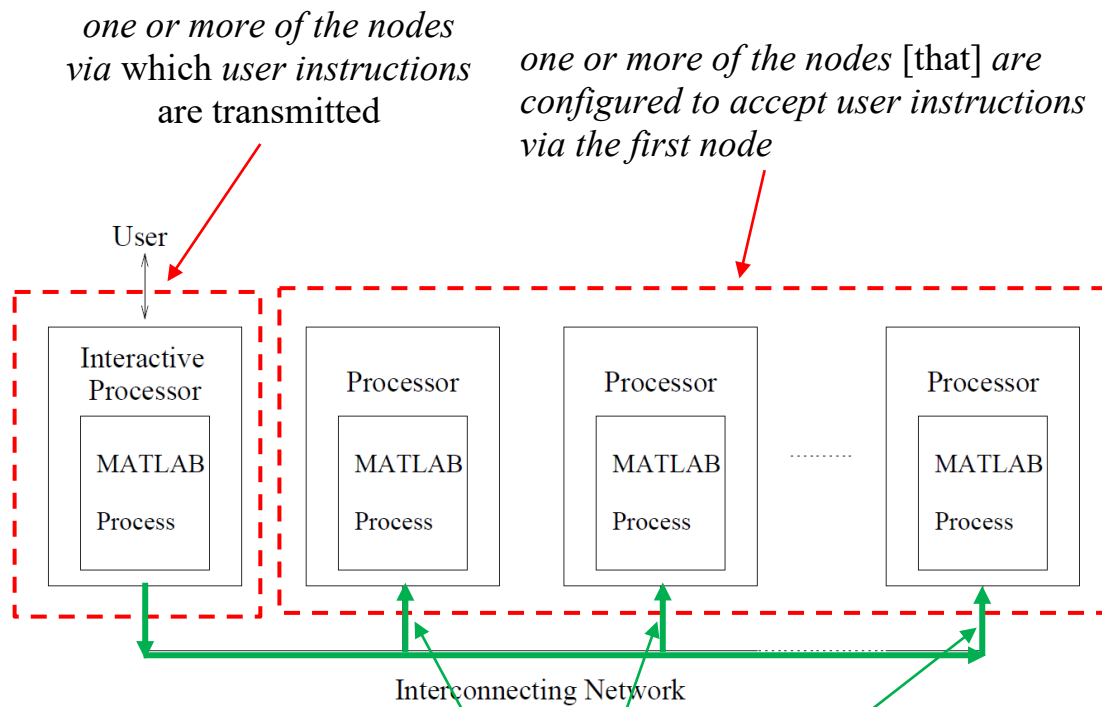 one or more of the nodes
via which user instructions
are transmitted
one or more of the nodes [that] are
configured to accept user instructions
via the first node
User
Interactive
Processor
MATLAB
Process
Processor
MATLAB
Process
Processor
MATLAB
Process
Processor
MATLAB
Process
Interconnecting Network